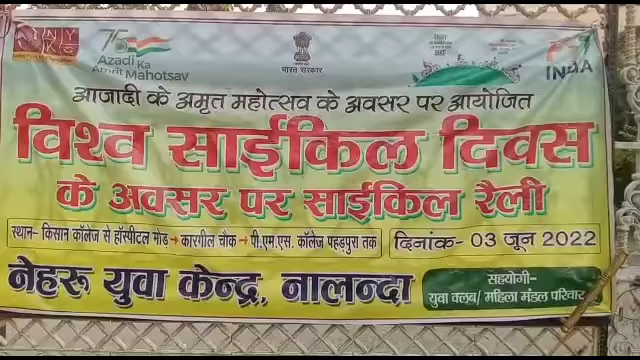 75
Azadi Ka
Amrit Mahotsav
भारत सरकार
INDIA
आजादी के अमृत महोत्सव के अवसर पर आयोजित
विश्व साईकिल दिवस
के अवसर पर साईकिल रैली
स्थान- किसान कॉलेज से हॉस्पीटल मोड़ → कारगील चौक → पी.एम.एस. कॉलेज पहड़पुरा तक
दिनांक- 03 जून 2022
नेहरू युवा केन्द्र, नालन्दा
सहयोगी-
युवा क्लब/ महिला मंडल परिवार